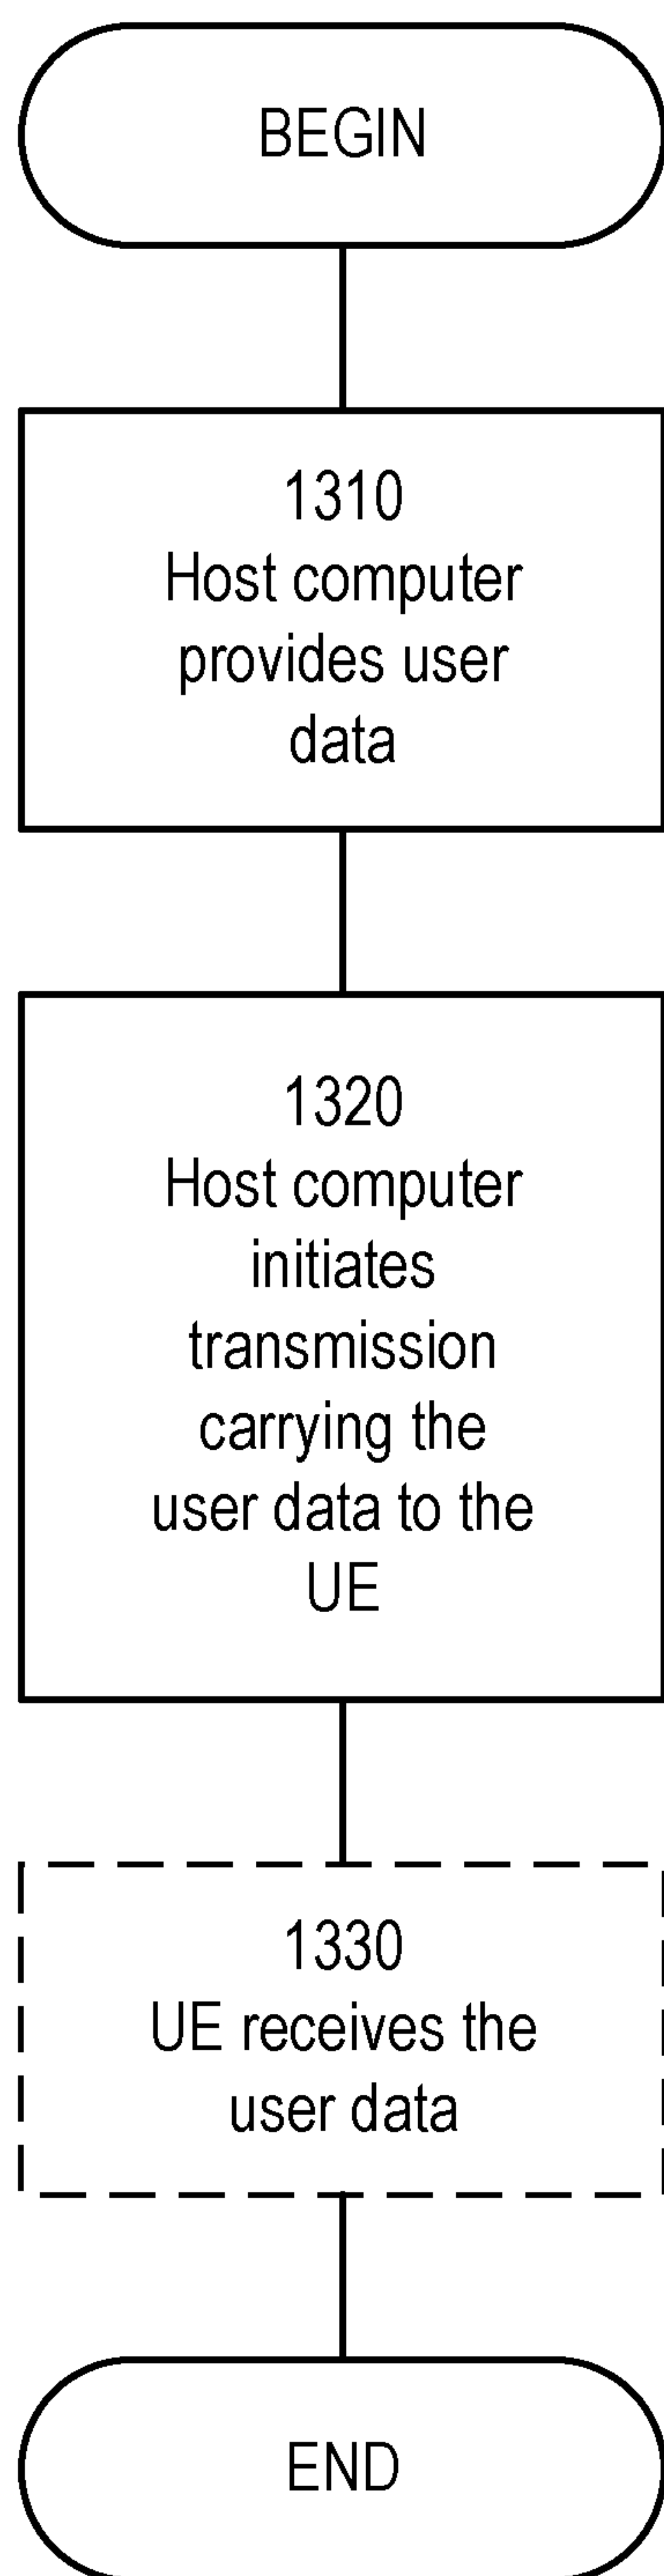 BEGIN
1310
Host computer
provides user
data
1320
Host computer
initiates
transmission
carrying the
user data to the
UE
1330
UE receives the
user data
END